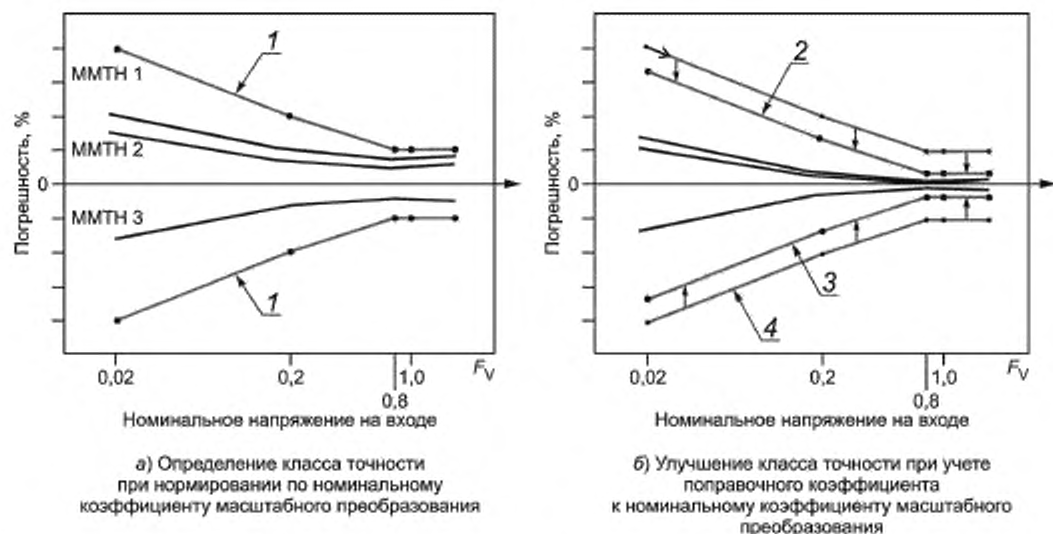 Погрешность, %
ММТН 1
ММТН 2
0
ММТН 3
1
1
0,02
0,2
0,8
1,0
F_V
Номинальное напряжение на входе
а) Определение класса точности
при нормировании по номинальному
коэффициенту масштабного преобразования
Погрешность, %
0
2
3
4
0,02
0,2
0,8
1,0
F_V
Номинальное напряжение на входе
б) Улучшение класса точности при учете
поправочного коэффициента
к номинальному коэффициенту масштабного
преобразования